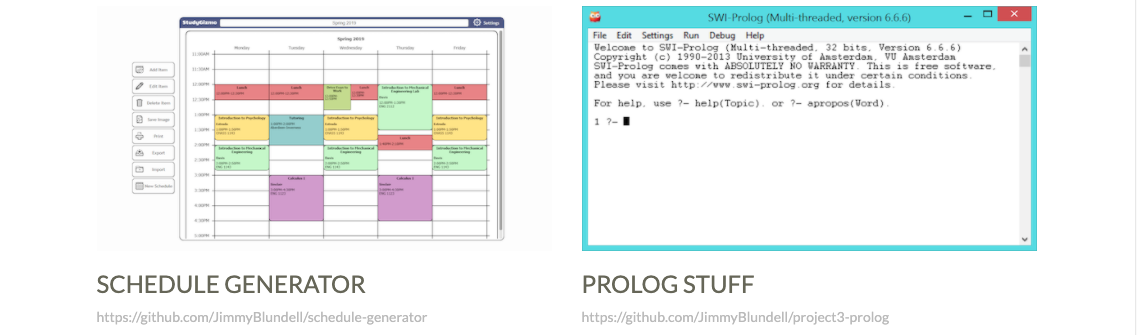 StudyGizmo
Spring 2019
Settings
Spring 2019
Monday Tuesday Wednesday Thursday Friday
11:00AM
11:30AM
12:00PM
12:30PM
1:00PM
1:30PM
2:00PM
2:30PM
3:00PM
3:30PM
4:00PM
4:30PM
5:00PM
Add Item
Edit Item
Delete Item
Save Image
Print
Export
Import
New Schedule
Lunch
Lunch
Lunch
Introduction to Mechanical
Engineering Lab
Lunch
Introduction to Psychology
Tutoring
Introduction to Psychology
Lunch
Introduction to Psychology
Introduction to Mechanical
Engineering
Introduction to Mechanical
Engineering
Introduction to Mechanical
Engineering
Calculus I
Calculus I
SWI-Prolog (Multi-threaded, version 6.6.6)
File Edit Settings Run Debug Help
Welcome to SWI-Prolog (Multi-threaded, 32 bits, Version 6.6.6)
Copyright (c) 1990-2013 University of Amsterdam, VU Amsterdam
SWI-Prolog comes with ABSOLUTELY NO WARRANTY. This is free software,
and you are welcome to redistribute it under certain conditions.
Please visit http://www.swi-prolog.org for details.
For help, use ?- help(Topic). or ?- apropos(Word).
1 ?-
SCHEDULE GENERATOR
https://github.com/JimmyBlundell/schedule-generator
PROLOG STUFF
https://github.com/JimmyBlundell/project3-prolog